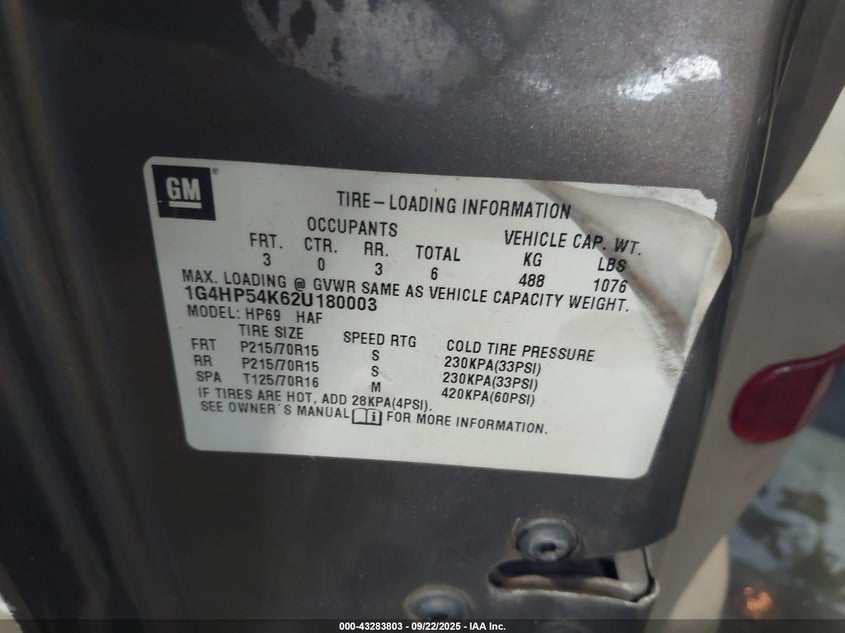 GM
TIRE-LOADING INFORMATION
OCCUPANTS VEHICLE CAP. WT.
FRT. CTR. RR. TOTAL KG LBS
3 0 3 6 488 1076
MAX. LOADING @ GVWR SAME AS VEHICLE CAPACITY WEIGHT.
1G4HP54K62U180003
MODEL: HP69 HAF
TIRE SIZE SPEED RTG COLD TIRE PRESSURE
FRT P215/70R15 S 230KPA(33PSI)
RR P215/70R15 S 230KPA(33PSI)
SPA T125/70R16 M 420KPA(60PSI)
IF TIRES ARE HOT, ADD 28KPA(4PSI).
SEE OWNER'S MANUAL FOR MORE INFORMATION.
000-43283803 - 09/22/2025 - IAA Inc.